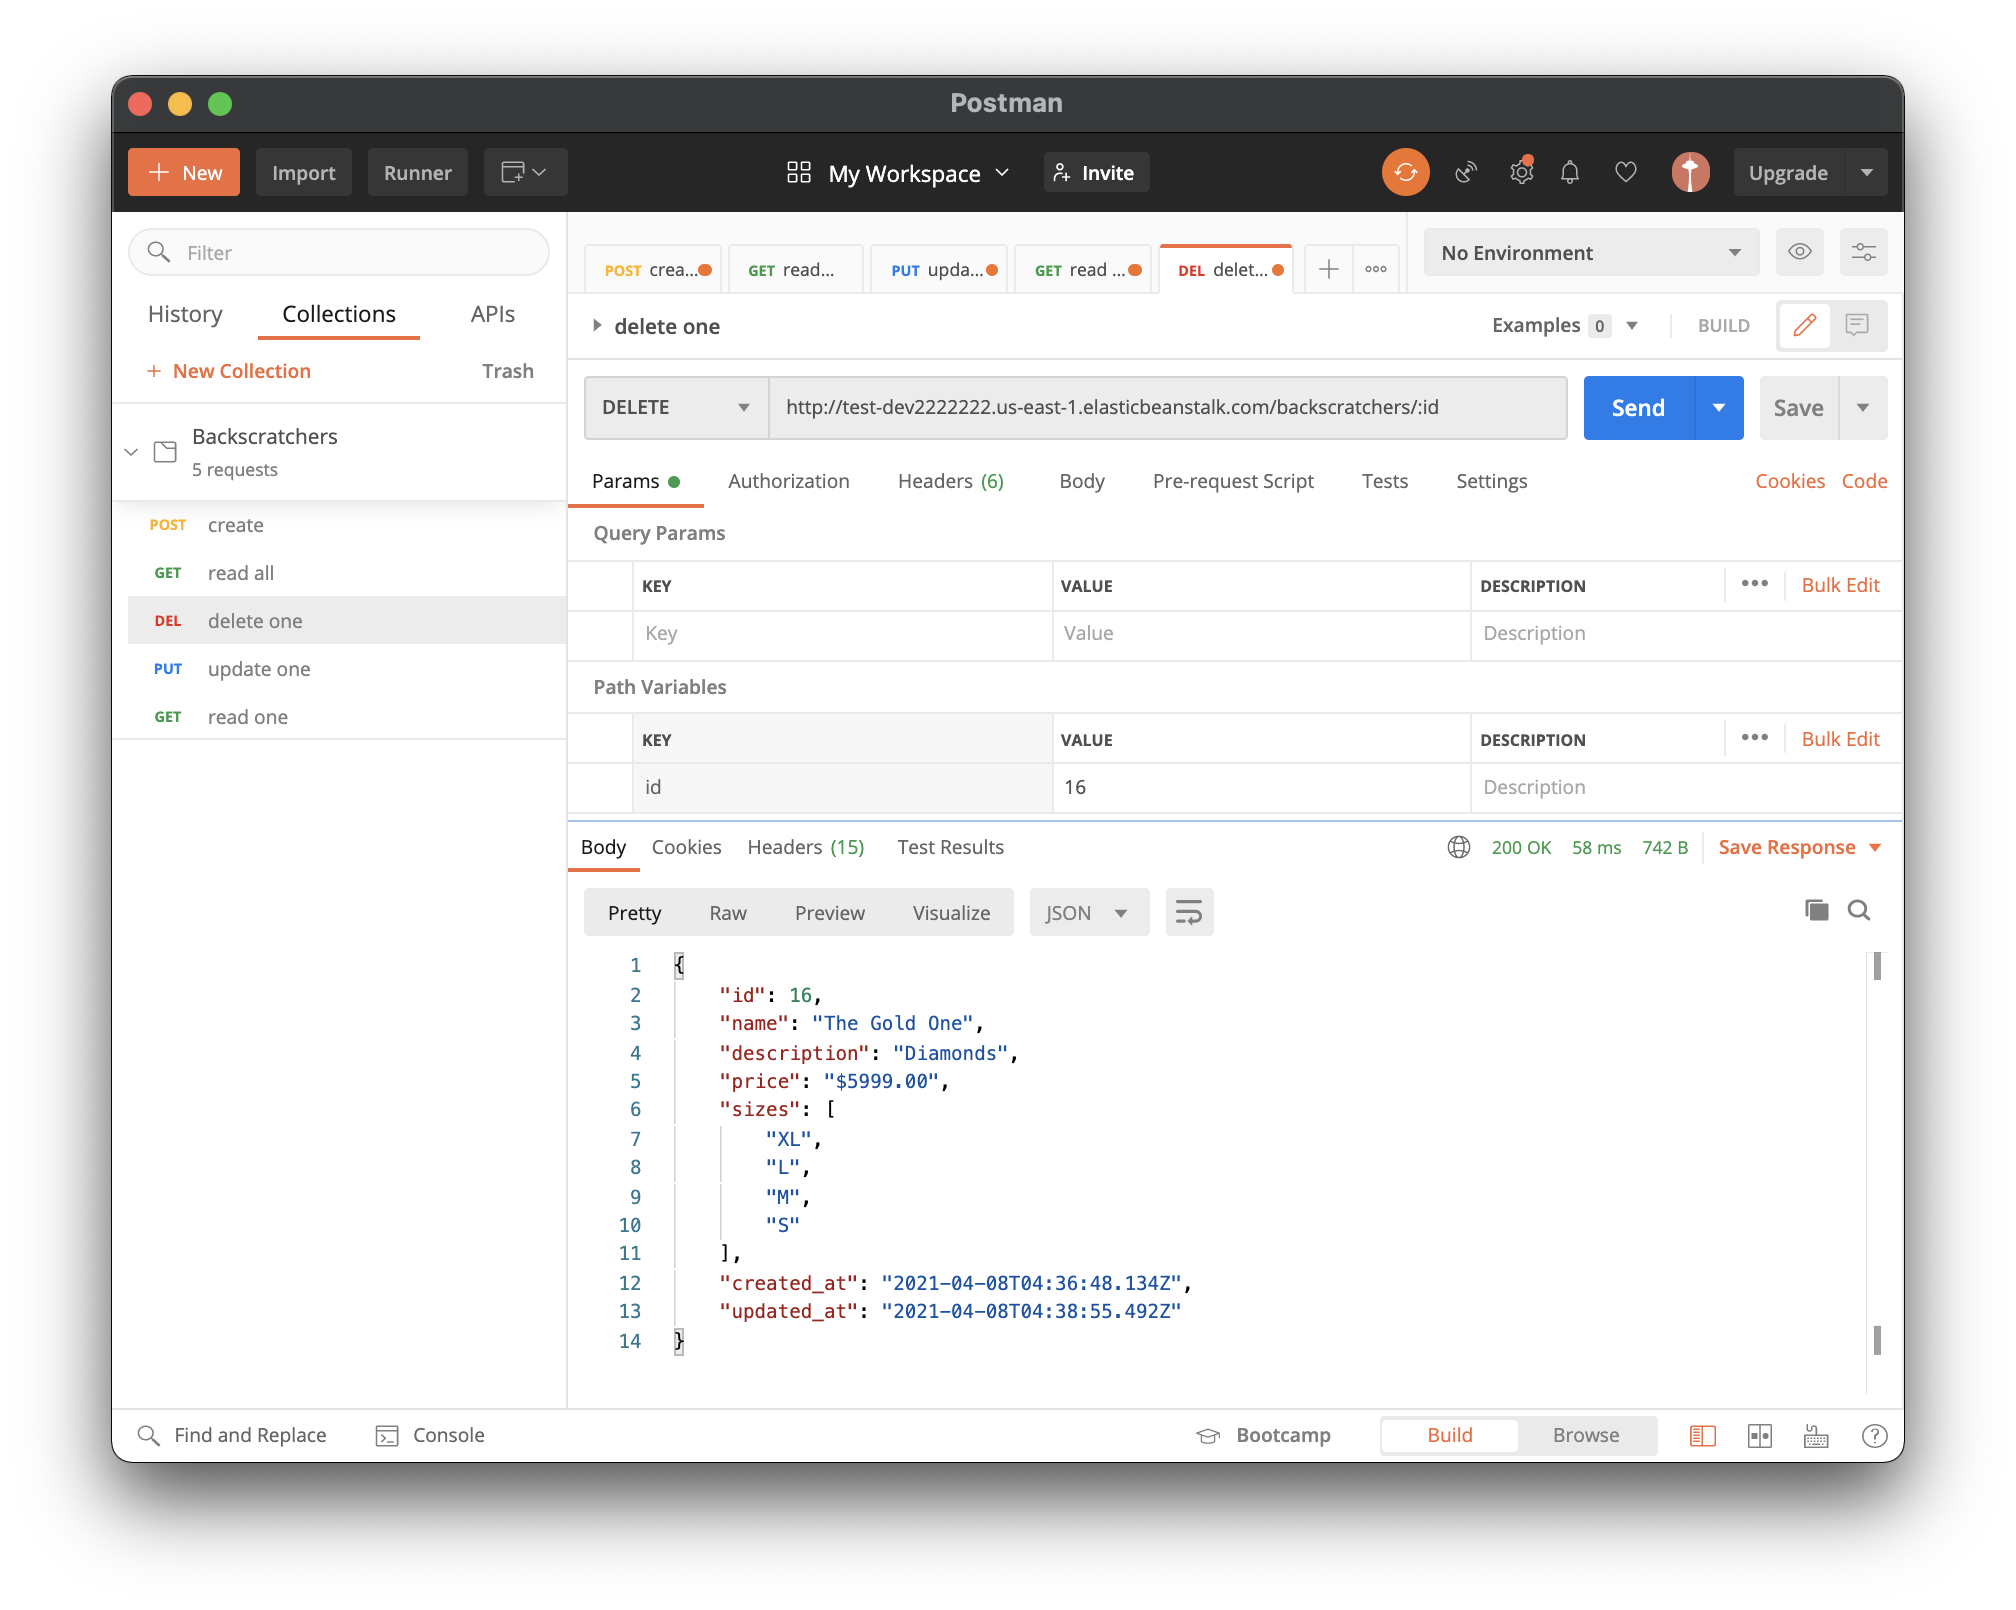 Postman
New
Import
Runner
My Workspace
Invite
Upgrade
Filter
History
Collections
APIs
+ New Collection
Trash
Backscratchers
5 requests
POST create
GET read all
DEL delete one
PUT update one
GET read one
POST crea...
GET read...
PUT upda...
GET read ...
DEL delet...
No Environment
delete one
Examples 0
BUILD
DELETE
http://test-dev2222222.us-east-1.elasticbeanstalk.com/backscratchers/:id
Send
Save
Params
Authorization
Headers (6)
Body
Pre-request Script
Tests
Settings
Cookies
Code
Query Params
KEY VALUE DESCRIPTION ••• Bulk Edit
Key Value Description
Path Variables
KEY VALUE DESCRIPTION ••• Bulk Edit
id 16 Description
Body
Cookies
Headers (15)
Test Results
200 OK
58 ms
742 B
Save Response
Pretty
Raw
Preview
Visualize
JSON
1 {
2 "id": 16,
3 "name": "The Gold One",
4 "description": "Diamonds",
5 "price": "$5999.00",
6 "sizes": [
7 "XL",
8 "L",
9 "M",
10 "S"
11 ],
12 "created_at": "2021-04-08T04:36:48.134Z",
13 "updated_at": "2021-04-08T04:38:55.492Z"
14 }
Find and Replace
Console
Bootcamp
Build
Browse